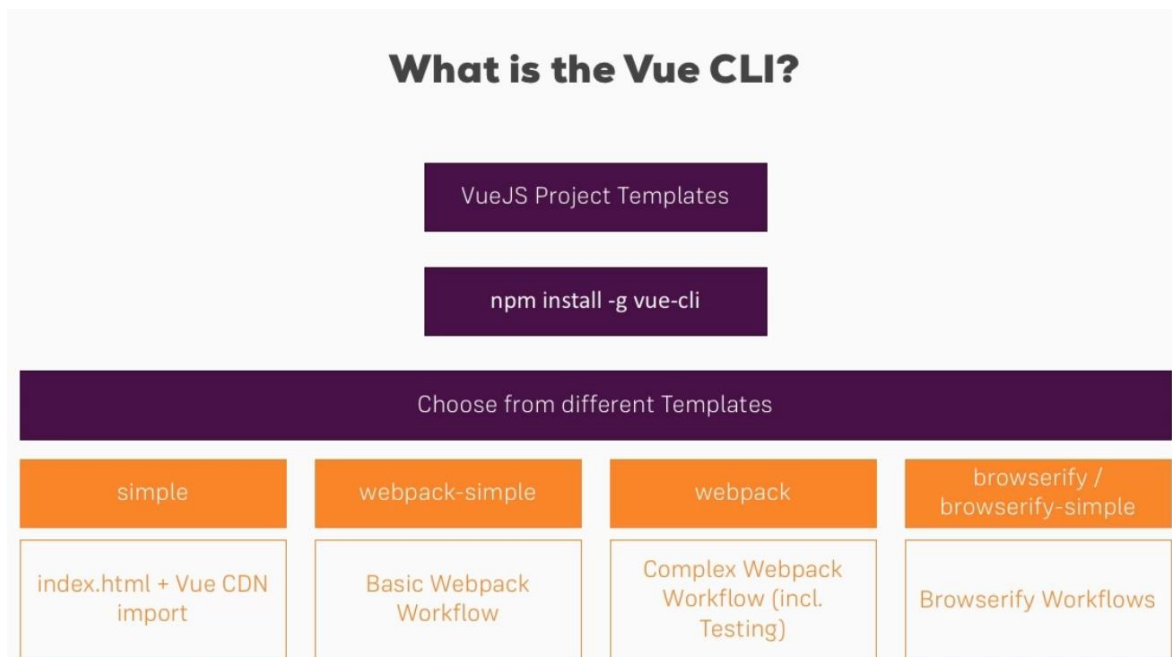 What is the Vue CLI?
VueJS Project Templates
npm install -g vue-cli
Choose from different Templates
simple
webpack-simple
webpack
browserify /
browserify-simple
index.html + Vue CDN
import
Basic Webpack
Workflow
Complex Webpack
Workflow (incl.
Testing)
Browserify Workflows